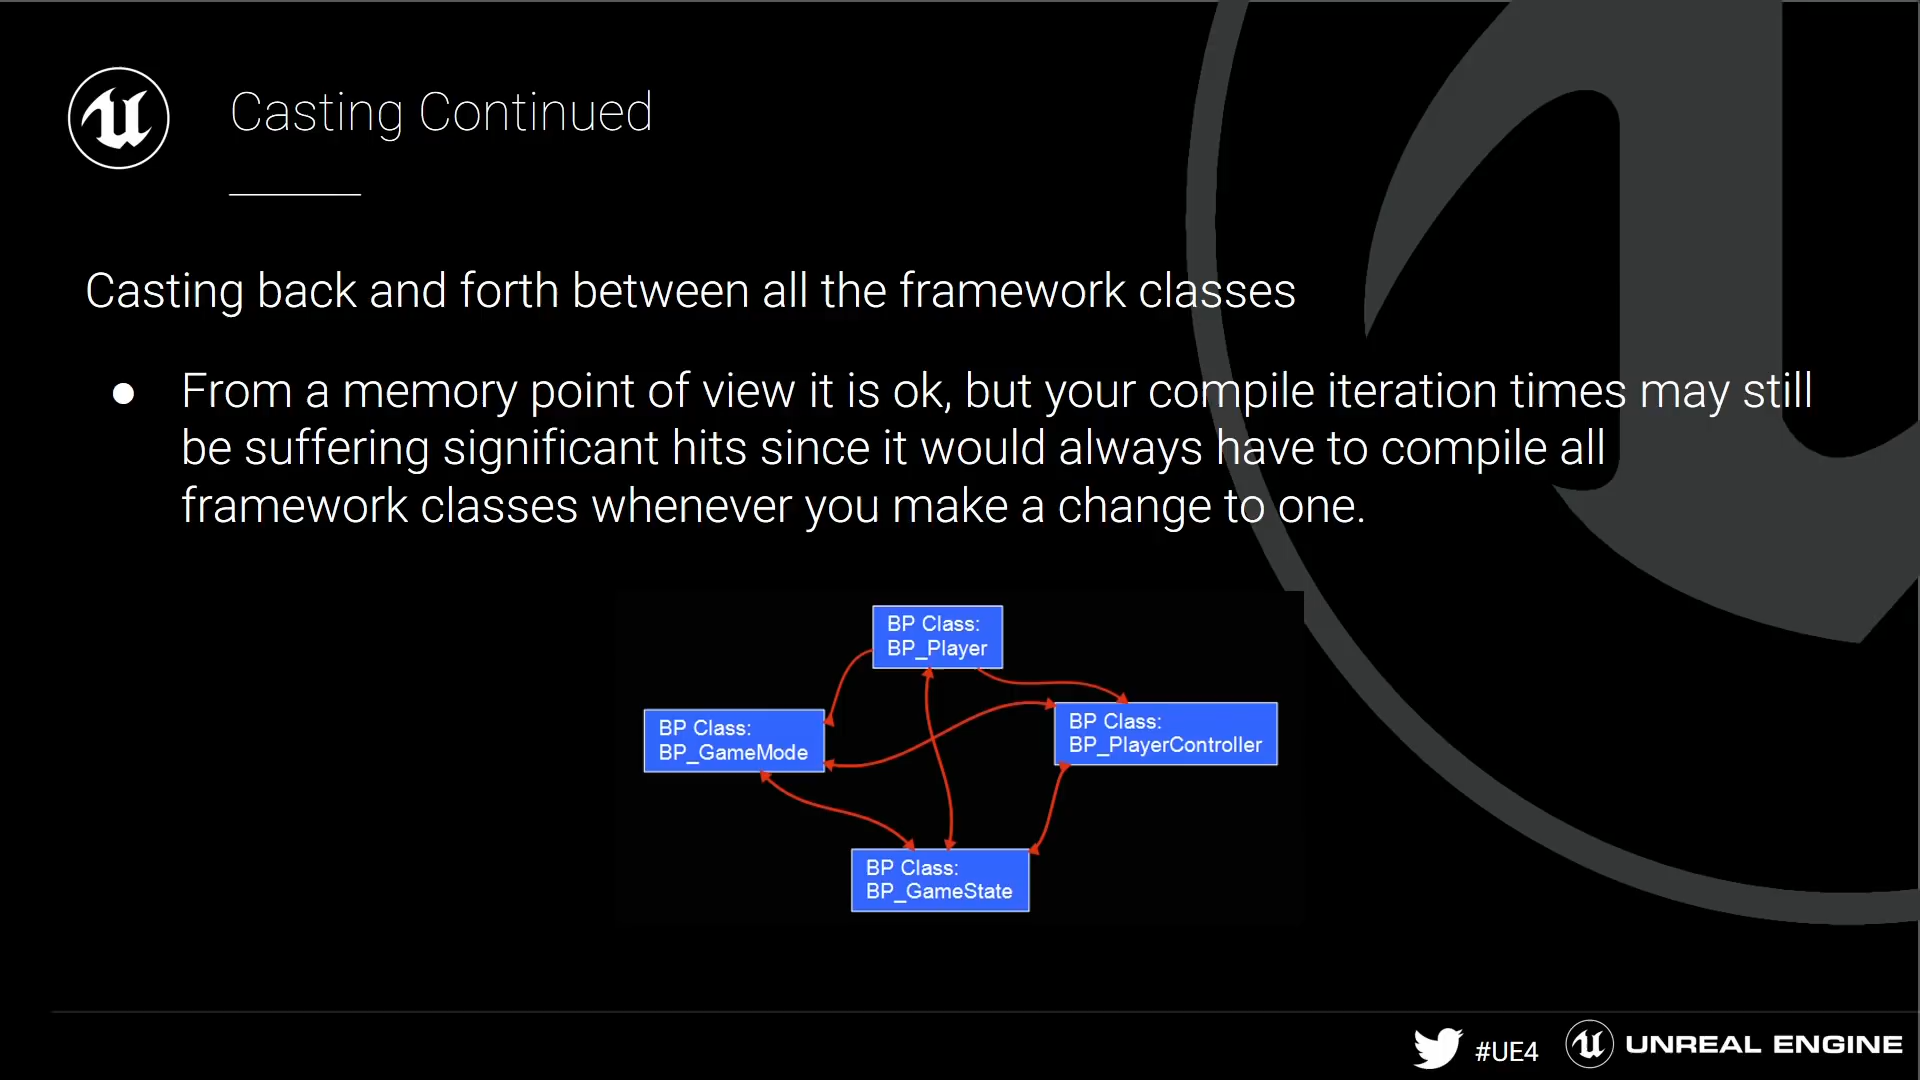 Casting Continued
Casting back and forth between all the framework classes
● From a memory point of view it is ok, but your compile iteration times may still
be suffering significant hits since it would always have to compile all
framework classes whenever you make a change to one.
BP Class:
BP_Player
BP Class:
BP_GameMode
BP Class:
BP_PlayerController
BP Class:
BP_GameState
#UE4
UNREAL ENGINE